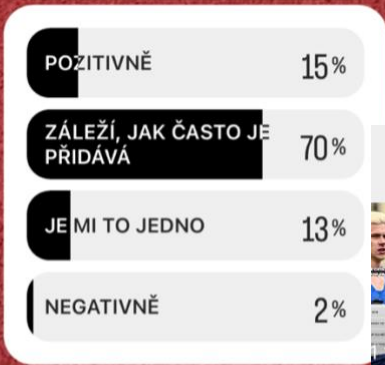 POZITIVNĚ 15%
ZÁLEŽÍ, JAK ČASTO JE
PŘIDÁVÁ 70%
JE MI TO JEDNO 13%
NEGATIVNĚ 2%